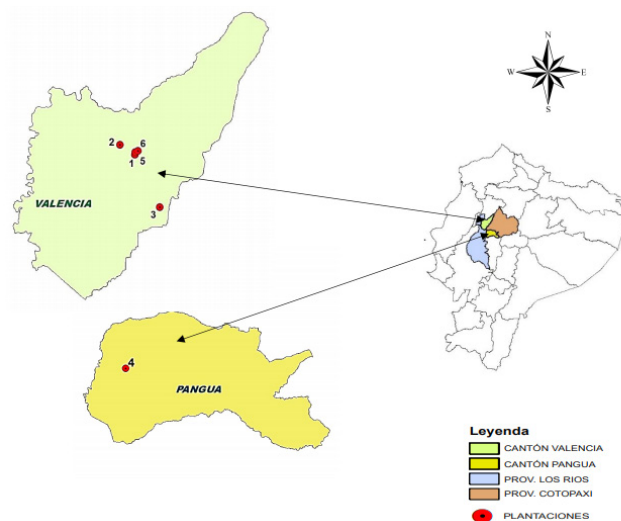 N
W E
S
2 6
1 5
VALENCIA
3
4
PANGUA
Leyenda
CANTÓN VALENCIA
CANTÓN PANGUA
PROV. LOS RIOS
PROV. COTOPAXI
PLANTACIONES